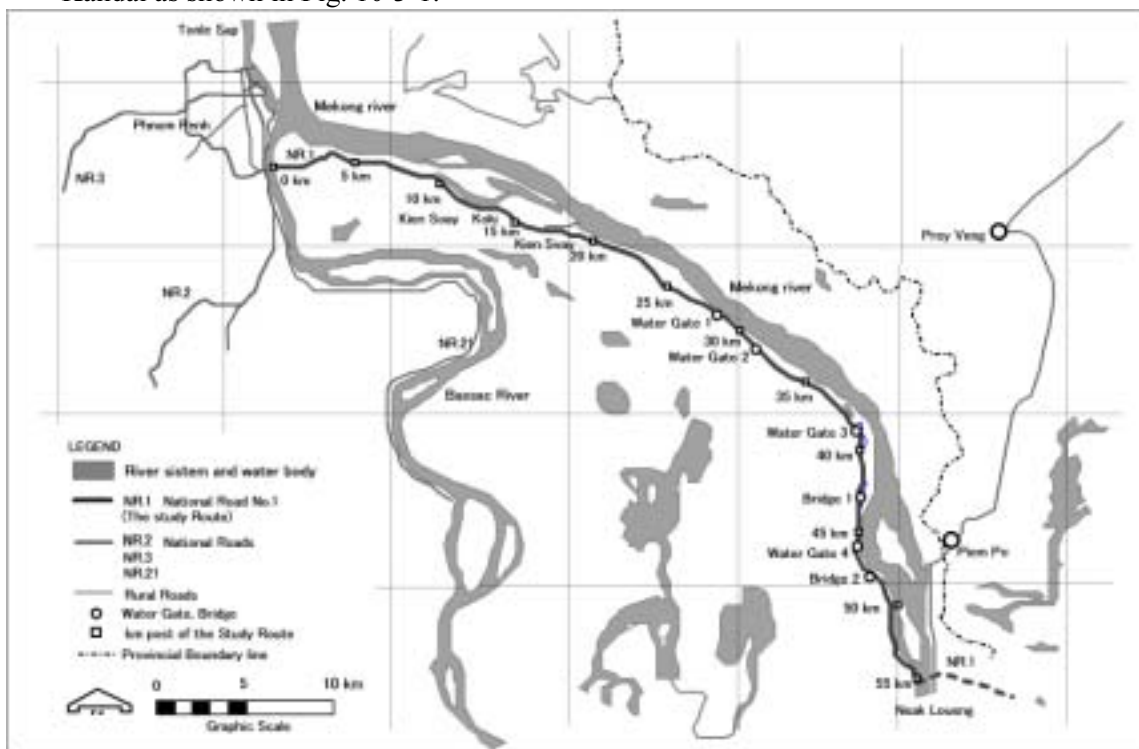 Kandal as shown in Fig. 10-3-1.
Tonle Sap
Mekong river
Phnom Penh
NR.1
0 km
5 km
NR.3
10 km
Kien Svay
Koki
15 km
Kien Svay
20 km
Prey Veng
NR.2
25 km
Mekong river
Water Gate 1
30 km
Water Gate 2
NR.21
Bassac River
35 km
Water Gate 3
40 km
Bridge 1
45 km
Water Gate 4
Bridge 2
50 km
NR.1
55 km
Neak Loung
LEGEND
River sistem and water body
NR.1 National Road No.1
(The study Route)
NR.2 National Roads
NR.3
NR.21
Rural Roads
Water Gate, Bridge
km post of the Study Route
Provincial Boundary line
0 5 10 km
Graphic Scale